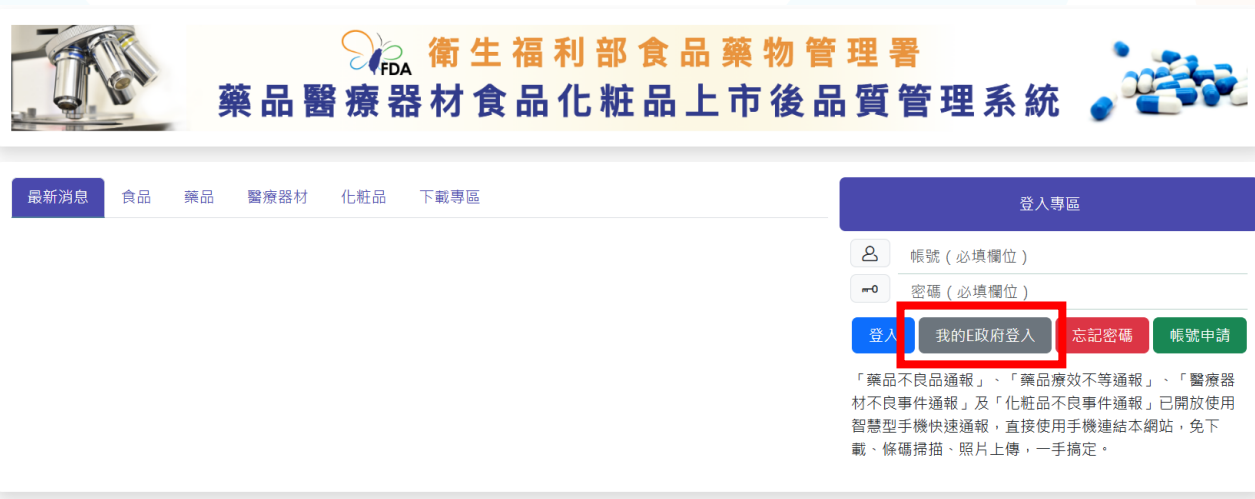 FDA 衛生福利部食品藥物管理署
藥品醫療器材食品化粧品上市後品質管理系統
最新消息 食品 藥品 醫療器材 化粧品 下載專區
登入專區
帳號 ( 必填欄位 )
密碼 ( 必填欄位 )
登入 我的E政府登入 忘記密碼 帳號申請
「藥品不良品通報」、「藥品療效不等通報」、「醫療器
材不良事件通報」及「化粧品不良事件通報」已開放使用
智慧型手機快速通報，直接使用手機連結本網站，免下
載、條碼掃描、照片上傳，一手搞定。